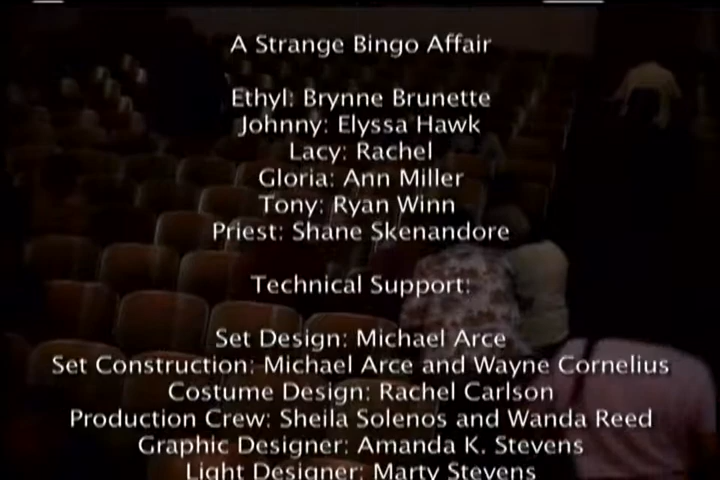 A Strange Bingo Affair
Ethyl: Brynne Brunette
Johnny: Elyssa Hawk
Lacy: Rachel
Gloria: Ann Miller
Tony: Ryan Winn
Priest: Shane Skenandore
Technical Support:
Set Design: Michael Arce
Set Construction: Michael Arce and Wayne Cornelius
Costume Design: Rachel Carlson
Production Crew: Sheila Solenos and Wanda Reed
Graphic Designer: Amanda K. Stevens
Light Designer: Marty Stevens